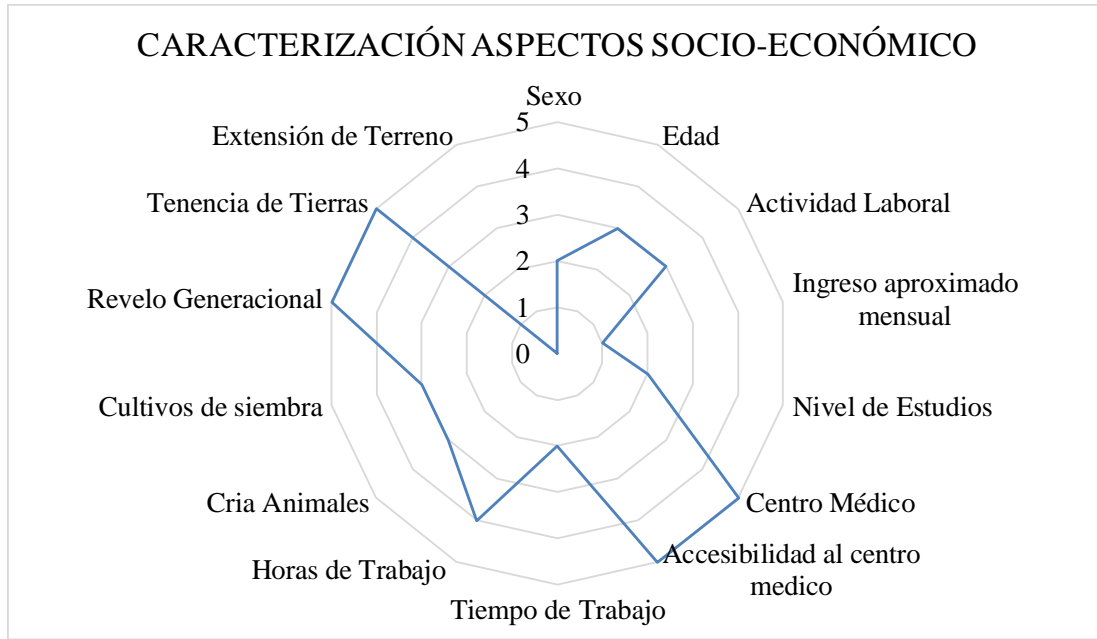 CARACTERIZACIÓN ASPECTOS SOCIO-ECONÓMICO
Sexo
Edad
Actividad Laboral
Ingreso aproximado
mensual
Nivel de Estudios
Centro Médico
Accesibilidad al centro
medico
Tiempo de Trabajo
Horas de Trabajo
Cria Animales
Cultivos de siembra
Revelo Generacional
Tenencia de Tierras
Extensión de Terreno
5
4
3
2
1
0